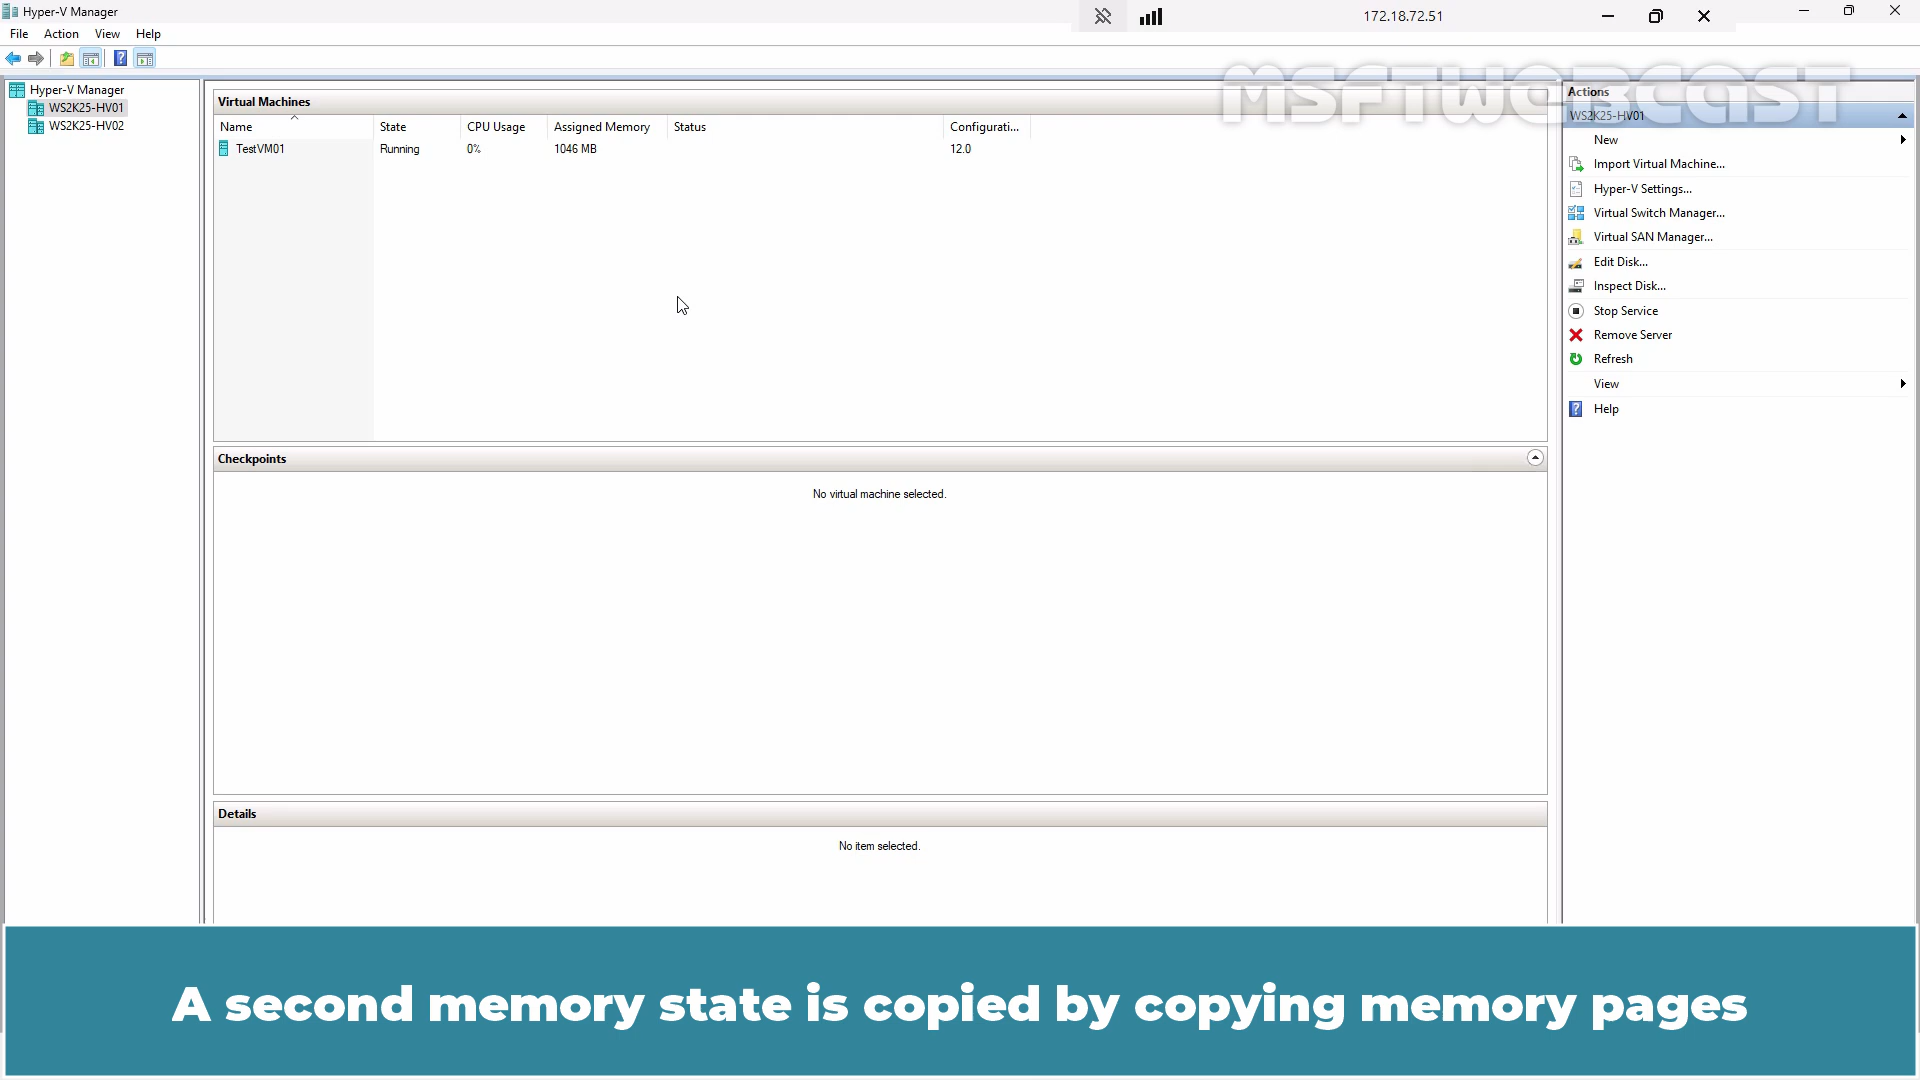 Hyper-V Manager
172.18.72.51
File Action View Help
MSFTWEBCAST
Hyper-V Manager
WS2K25-HV01
WS2K25-HV02
Virtual Machines
Name State CPU Usage Assigned Memory Status Configurati...
TestVM01 Running 0% 1046 MB 12.0
Checkpoints
No virtual machine selected.
Details
No item selected.
Actions
WS2K25-HV01
New
Import Virtual Machine...
Hyper-V Settings...
Virtual Switch Manager...
Virtual SAN Manager...
Edit Disk...
Inspect Disk...
Stop Service
Remove Server
Refresh
View
Help
A second memory state is copied by copying memory pages